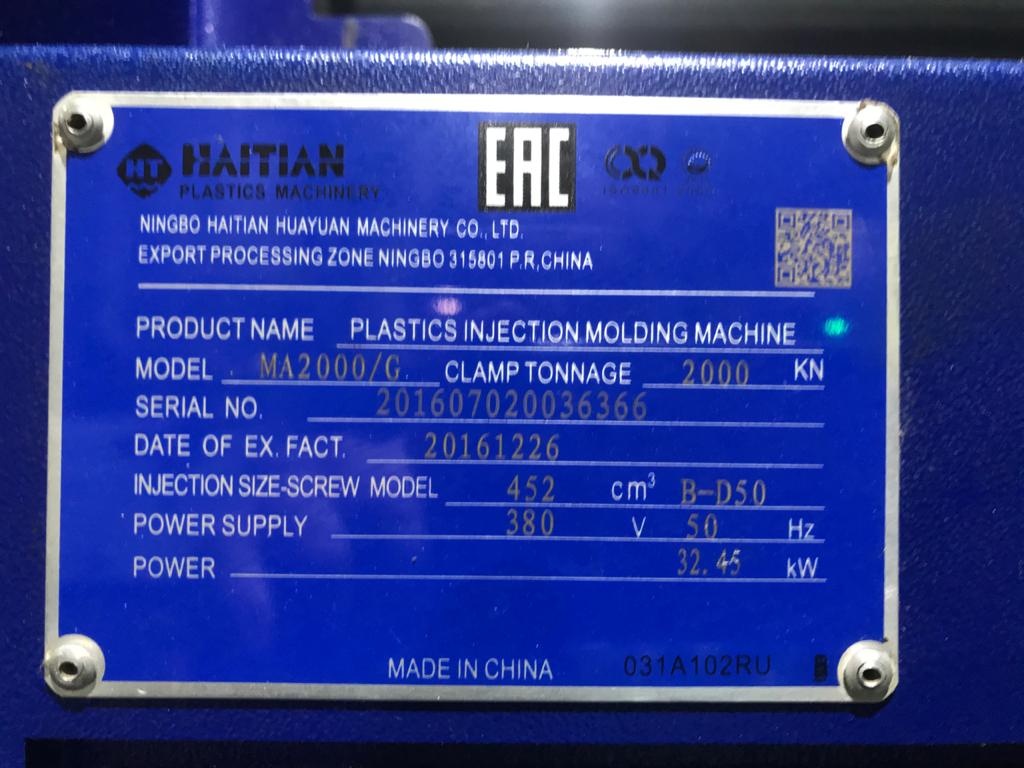 HT HAITIAN
PLASTICS MACHINERY
EAC
NINGBO HAITIAN HUAYUAN MACHINERY CO., LTD.
EXPORT PROCESSING ZONE NINGBO 315801 P.R,CHINA
PRODUCT NAME PLASTICS INJECTION MOLDING MACHINE
MODEL MA2000/G CLAMP TONNAGE 2000 KN
SERIAL NO. 201607020036366
DATE OF EX. FACT. 20161226
INJECTION SIZE-SCREW MODEL 452 cm³ B-D50
POWER SUPPLY 380 V 50 Hz
POWER 32.45 kW
MADE IN CHINA 031A102RU